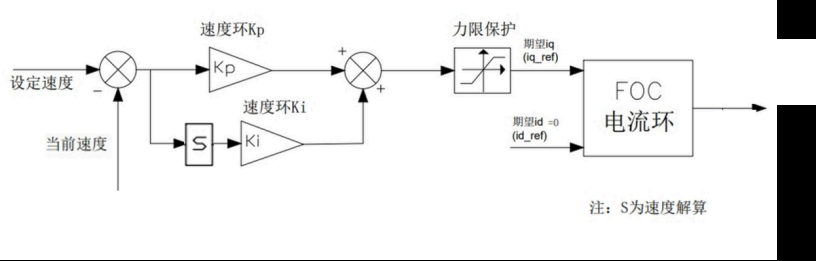 速度环Kp
力限保护
期望iq
(iq_ref)
+
Kp
设定速度
−
+
FOC
电流环
速度环Ki
期望id =0
(id_ref)
当前速度
S
Ki
注：S为速度解算